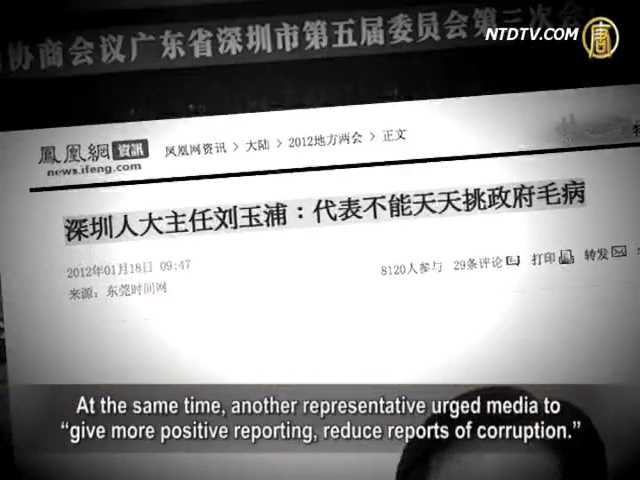 NTDTV.COM
协商会议广东省深圳市第五届委员会第三次会
鳳凰網 資訊
news.ifeng.com
凤凰网资讯 > 大陆 > 2012地方两会 > 正文
深圳人大主任刘玉浦：代表不能天天挑政府毛病
2012年01月18日 09:47
8120人参与 29条评论 打印 转发
来源：东莞时间网
At the same time, another representative urged media to
“give more positive reporting, reduce reports of corruption.”